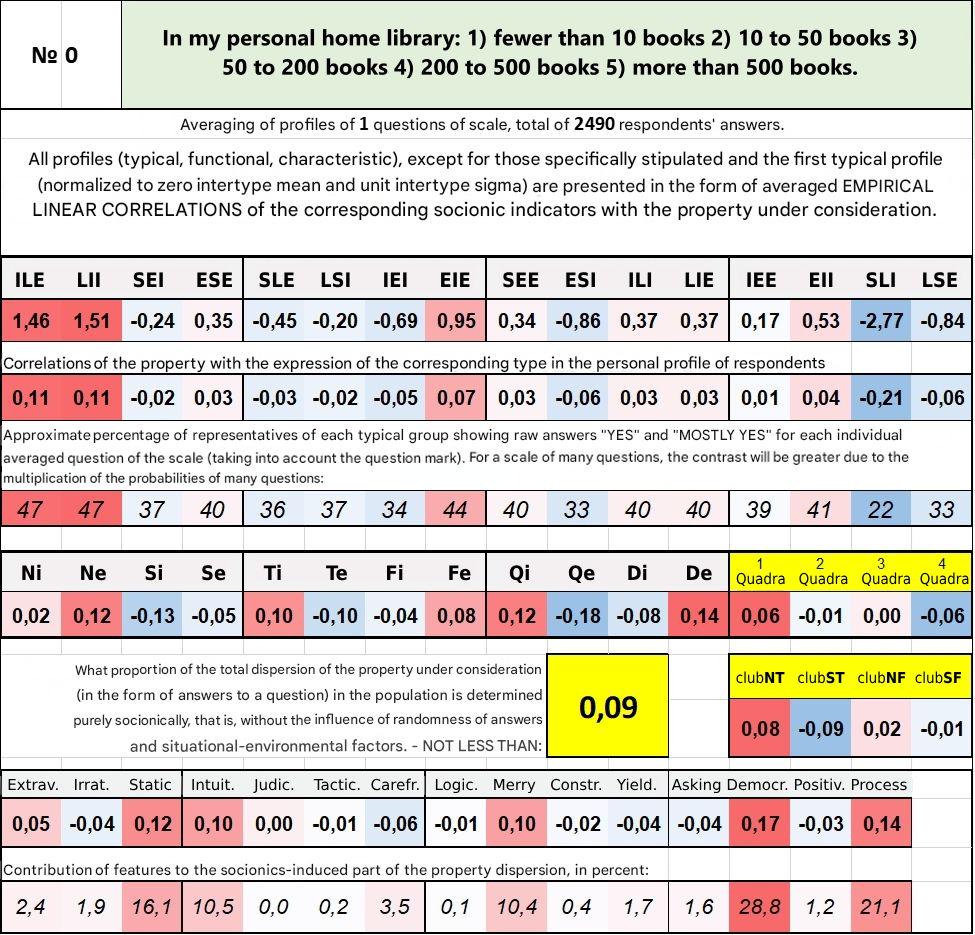 № 0
In my personal home library: 1) fewer than 10 books 2) 10 to 50 books 3)
50 to 200 books 4) 200 to 500 books 5) more than 500 books.
Averaging of profiles of 1 questions of scale, total of 2490 respondents' answers.
All profiles (typical, functional, characteristic), except for those specifically stipulated and the first typical profile
(normalized to zero intertype mean and unit intertype sigma) are presented in the form of averaged EMPIRICAL
LINEAR CORRELATIONS of the corresponding socionic indicators with the property under consideration.
ILE LII SEI ESE SLE LSI IEI EIE SEE ESI ILI LIE IEE EII SLI LSE
1,46 1,51 -0,24 0,35 -0,45 -0,20 -0,69 0,95 0,34 -0,86 0,37 0,37 0,17 0,53 -2,77 -0,84
Correlations of the property with the expression of the corresponding type in the personal profile of respondents
0,11 0,11 -0,02 0,03 -0,03 -0,02 -0,05 0,07 0,03 -0,06 0,03 0,03 0,01 0,04 -0,21 -0,06
Approximate percentage of representatives of each typical group showing raw answers "YES" and "MOSTLY YES" for each individual
averaged question of the scale (taking into account the question mark). For a scale of many questions, the contrast will be greater due to the
multiplication of the probabilities of many questions:
47 47 37 40 36 37 34 44 40 33 40 40 39 41 22 33
Ni Ne Si Se Ti Te Fi Fe Qi Qe Di De 1 Quadra 2 Quadra 3 Quadra 4 Quadra
0,02 0,12 -0,13 -0,05 0,10 -0,10 -0,04 0,08 0,12 -0,18 -0,08 0,14 0,06 -0,01 0,00 -0,06
What proportion of the total dispersion of the property under consideration
(in the form of answers to a question) in the population is determined
purely socionically, that is, without the influence of randomness of answers
and situational-environmental factors. - NOT LESS THAN:
0,09
clubNT clubST clubNF clubSF
0,08 -0,09 0,02 -0,01
Extrav. Irrat. Static Intuit. Judic. Tactic. Carefr. Logic. Merry Constr. Yield. Asking Democr. Positiv. Process
0,05 -0,04 0,12 0,10 0,00 -0,01 -0,06 -0,01 0,10 -0,02 -0,04 -0,04 0,17 -0,03 0,14
Contribution of features to the socionics-induced part of the property dispersion, in percent:
2,4 1,9 16,1 10,5 0,0 0,2 3,5 0,1 10,4 0,4 1,7 1,6 28,8 1,2 21,1